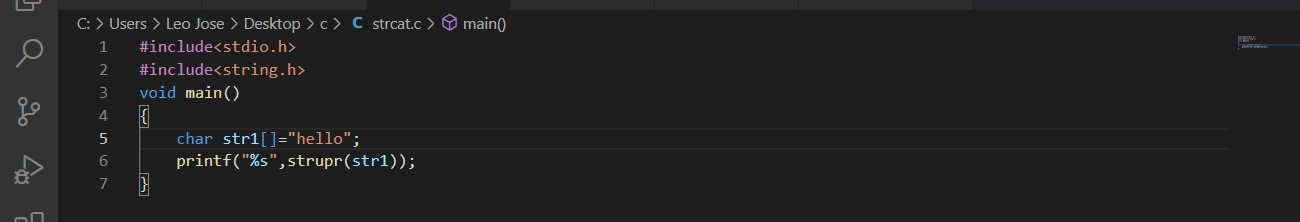 C: > Users > Leo Jose > Desktop > c > C strcat.c > main()
1 #include<stdio.h>
2 #include<string.h>
3 void main()
4 {
5     char str1[]="hello";
6     printf("%s",strupr(str1));
7 }